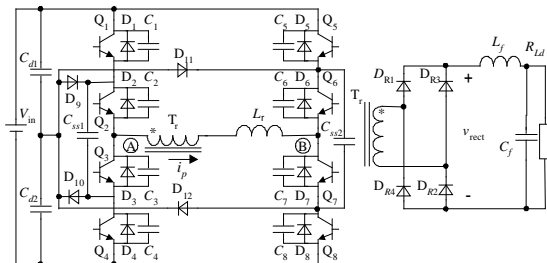 Q1 D1 C1 C5 D5 Q5
Cd1 D11 Lf RLd
D2 C2 C6 D6 Q6 DR1 DR3
Vin D9 Q2 Css1 Tr Lr Css2 Tr + vrect Cf
* *
A B
Q3 ip
D10 D12
Cd2 D3 C3 C7 D7 Q7 DR4 DR2 -
Q4 D4 C4 C8 D8 Q8